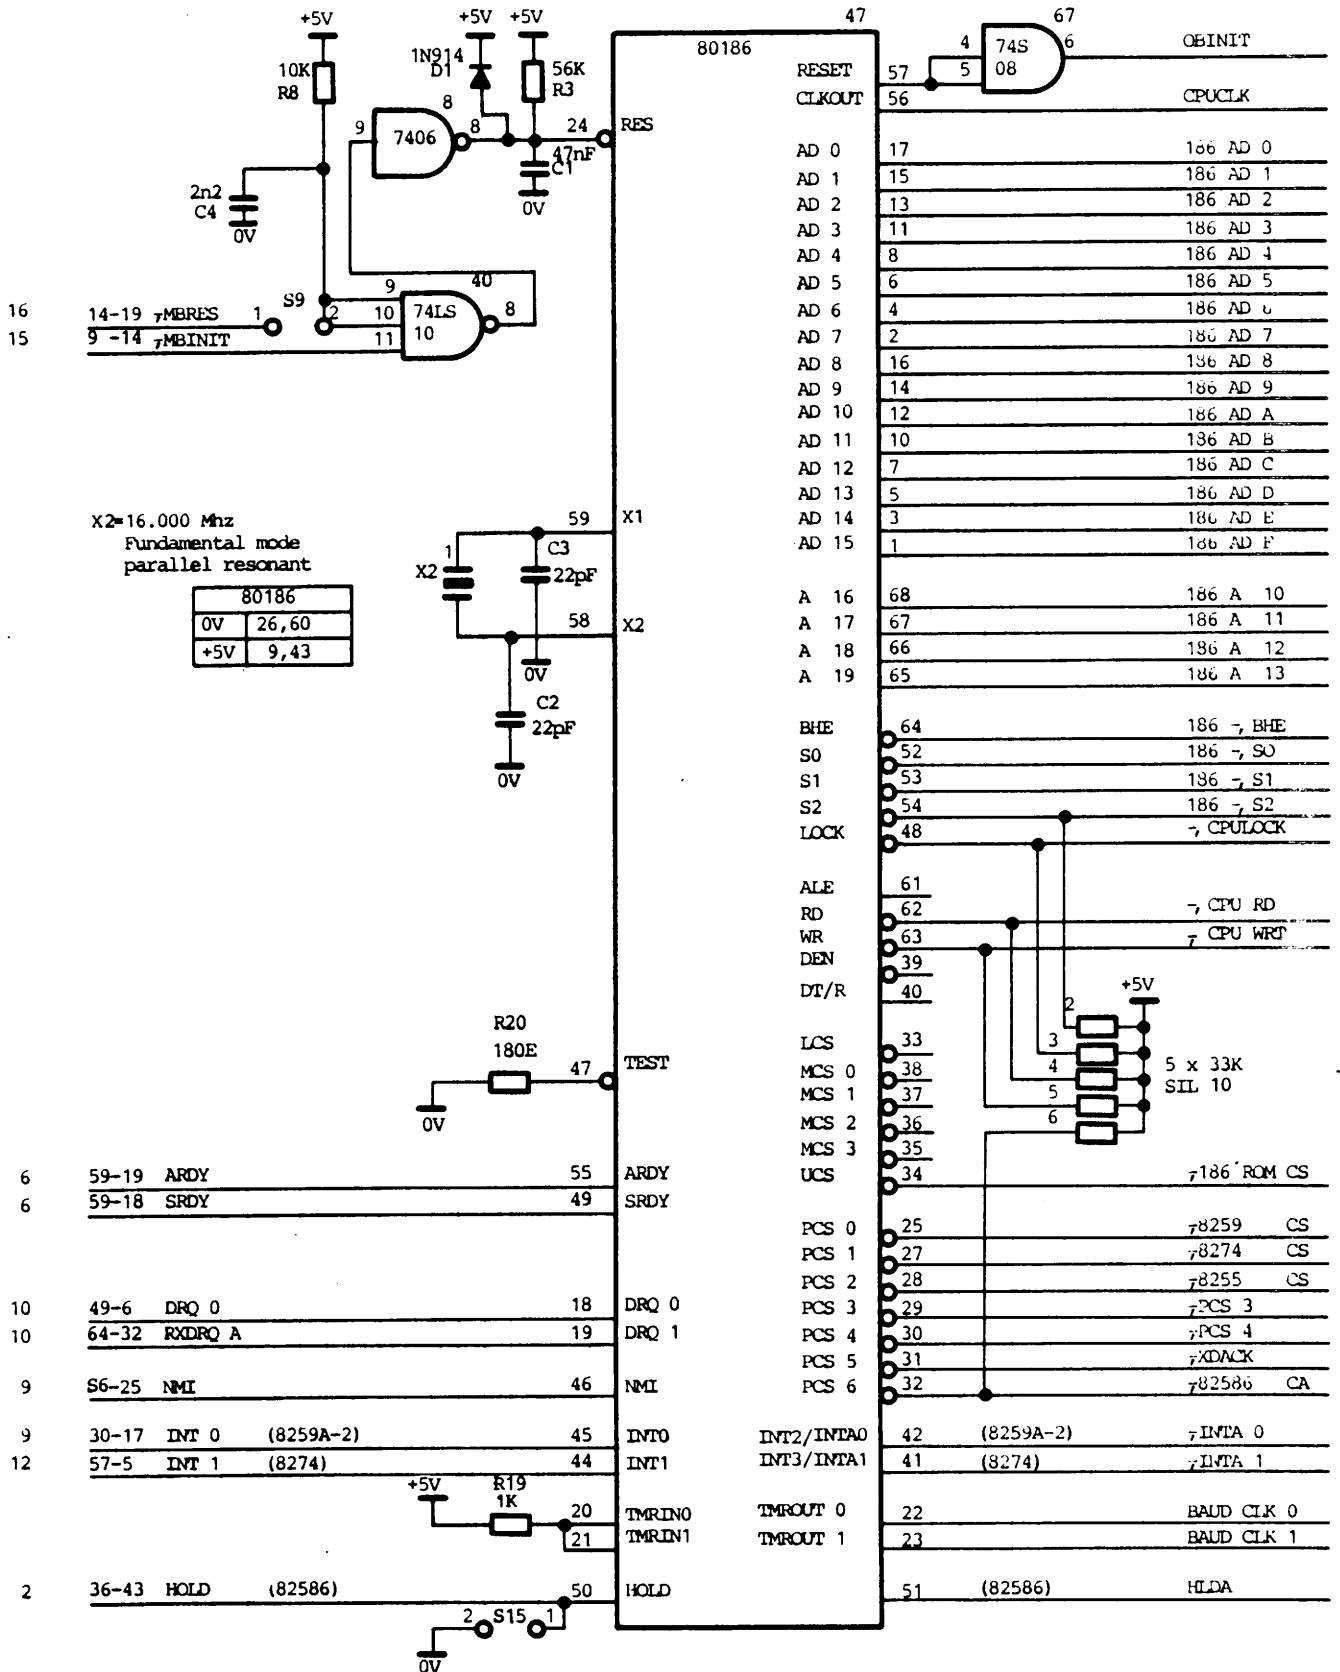 +5V +5V +5V 47 67
80186
1N914
D1
4 74S 6 OBINIT
5 08
10K
R8
56K
R3
RESET 57
CLKOUT 56 CPUCLK
8
9 7406 8 24 RES
47nF
C1
0V
AD 0 17 186 AD 0
AD 1 15 186 AD 1
AD 2 13 186 AD 2
AD 3 11 186 AD 3
AD 4 8 186 AD 4
AD 5 6 186 AD 5
AD 6 4 186 AD
AD 7 2 186 AD 7
AD 8 16 186 AD 8
AD 9 14 186 AD 9
AD 10 12 186 AD A
AD 11 10 186 AD B
AD 12 7 186 AD C
AD 13 5 186 AD D
AD 14 3 186 AD E
AD 15 1 186 AD F
2n2
C4
0V
40
16 14-19 ¬MBRES 1 S9 2 9 10 74LS 8
15 9 -14 ¬MBINIT 11 10
X2=16.000 Mhz
Fundamental mode
parallel resonant
80186
0V 26,60
+5V 9,43
59 X1
1 X2
C3
22pF
58 X2
0V
C2
22pF
0V
A 16 68 186 A 10
A 17 67 186 A 11
A 18 66 186 A 12
A 19 65 186 A 13
BHE 64 186 ¬, BHE
S0 52 186 ¬, S0
S1 53 186 ¬, S1
S2 54 186 ¬, S2
LOCK 48 ¬, CPULOCK
ALE 61
RD 62 ¬, CPU RD
WR 63 ¬ CPU WRT
DEN 39
DT/R 40
+5V
2
3
4
5
6
5 x 33K
SIL 10
R20
180E
47 TEST
0V
LCS 33
MCS 0 38
MCS 1 37
MCS 2 36
MCS 3 35
UCS 34 ¬186 ROM CS
6 59-19 ARDY 55 ARDY
6 59-18 SRDY 49 SRDY
PCS 0 25 ¬8259 CS
PCS 1 27 ¬8274 CS
PCS 2 28 ¬8255 CS
PCS 3 29 ¬PCS 3
PCS 4 30 ¬PCS 4
PCS 5 31 ¬XDACK
PCS 6 32 ¬82586 CA
10 49-6 DRQ 0 18 DRQ 0
10 64-32 RXDRQ A 19 DRQ 1
9 S6-25 NMI 46 NMI
9 30-17 INT 0 (8259A-2) 45 INT0 INT2/INTA0 42 (8259A-2) ¬INTA 0
12 57-5 INT 1 (8274) 44 INT1 INT3/INTA1 41 (8274) ¬INTA 1
+5V R19
1K
20 TMRIN0 TMROUT 0 22 BAUD CLK 0
21 TMRIN1 TMROUT 1 23 BAUD CLK 1
2 36-43 HOLD (82586) 50 HOLD 51 (82586) HLDA
2 S15 1
0V